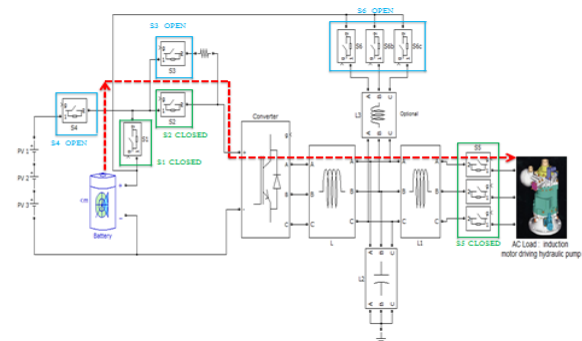 S6 OPEN
S3 OPEN
S6
S6b
S6c
S3
S4
S2
S4 OPEN
S2 CLOSED
S1
S1 CLOSED
L3
Optional
A B C
A B C
Converter
g
+
-
A
B
C
PV 1
PV 2
PV 3
Battery
L
L1
A B C
A B C
S5
S5 CLOSED
AC Load : induction
motor driving hydraulic pump